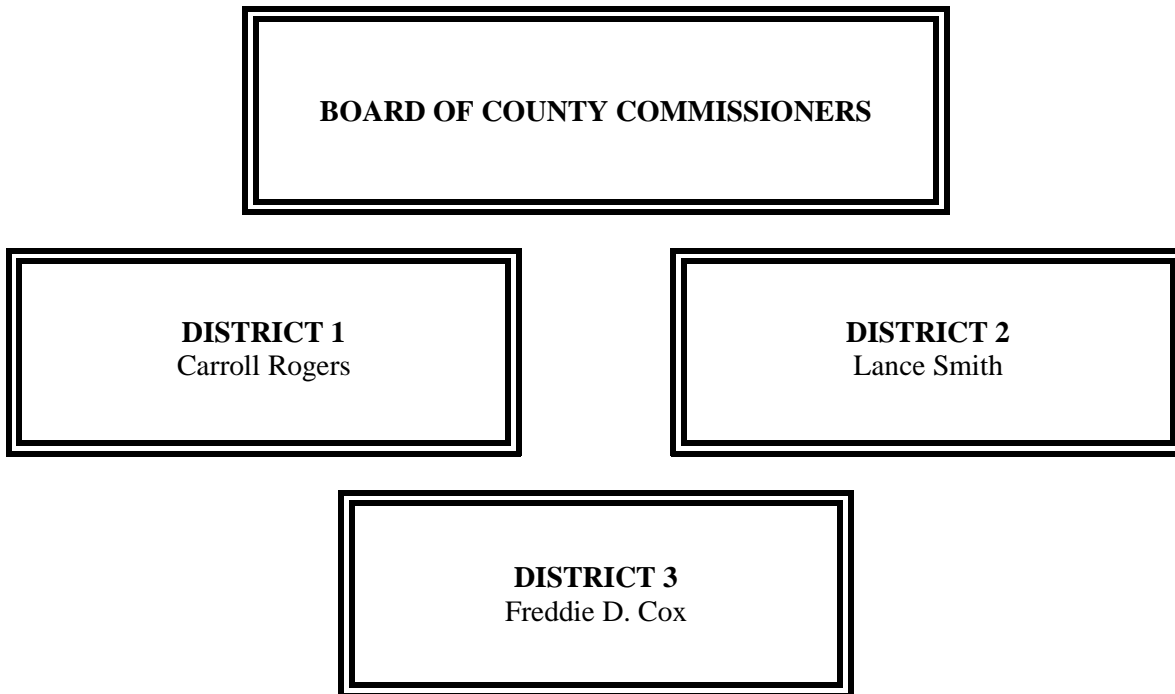 BOARD OF COUNTY COMMISSIONERS
DISTRICT 1
Carroll Rogers
DISTRICT 2
Lance Smith
DISTRICT 3
Freddie D. Cox